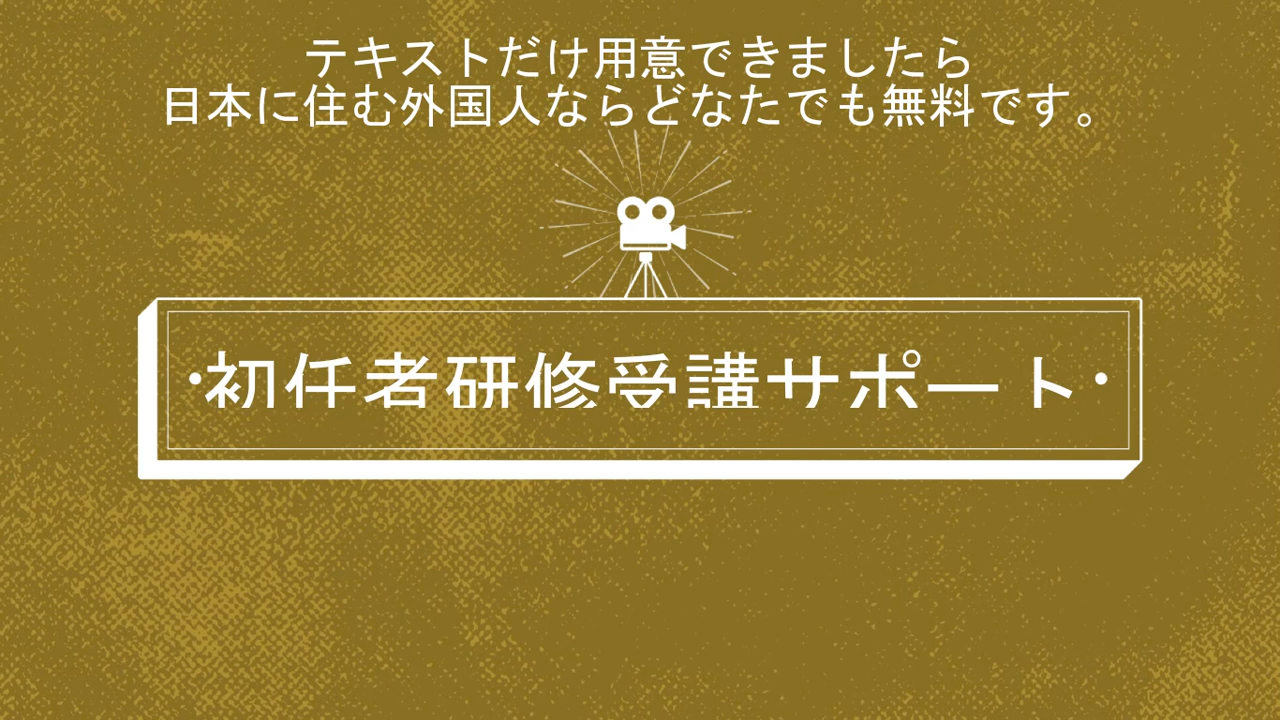 テキストだけ用意できましたら
日本に住む外国人ならどなたでも無料です。
・初任者研修受講サポート・